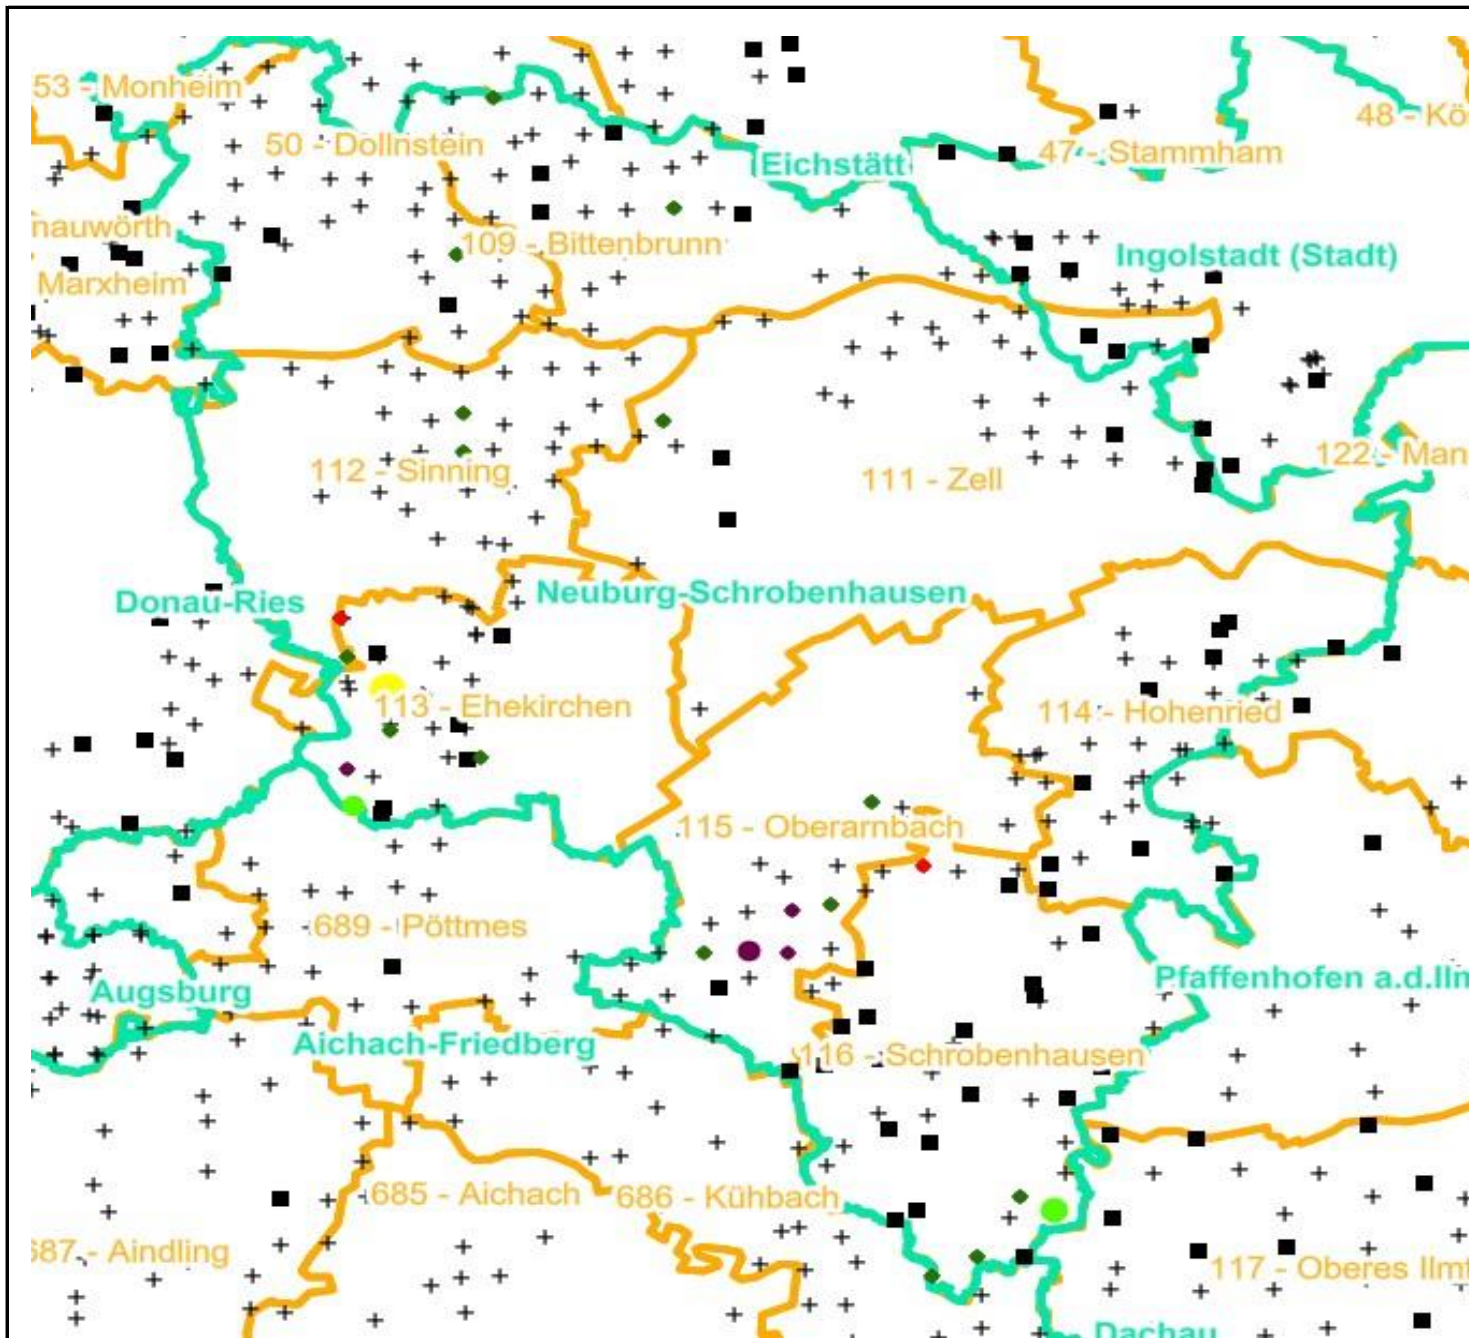 53 - Monheim
48 - Kö
50 - Dollnstein
47 - Stammham
Eichstätt
nauwörth
109 - Bittenbrunn
Ingolstadt (Stadt)
Marxheim
122 - Man
112 - Sinning
111 - Zell
Donau-Ries
Neuburg-Schrobenhausen
113 - Ehekirchen
114 - Hohenried
115 - Oberarnbach
689 - Pöttmes
Augsburg
Pfaffenhofen a.d.Ilm
Aichach-Friedberg
116 - Schrobenhausen
685 - Aichach
686 - Kühbach
687 - Aindling
117 - Oberes Ilmt
Dachau